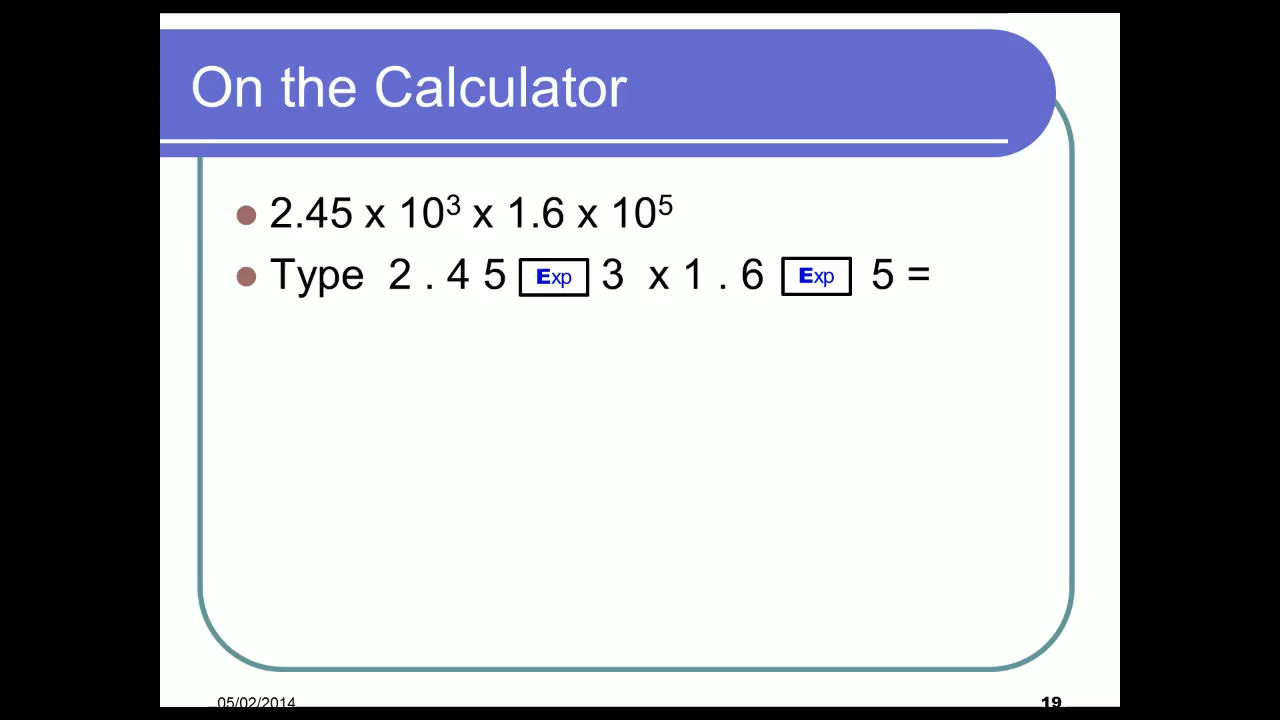 On the Calculator
2.45 x 10³ x 1.6 x 10⁵
Type 2 . 4 5 Exp 3 x 1 . 6 Exp 5 =
05/02/2014 19